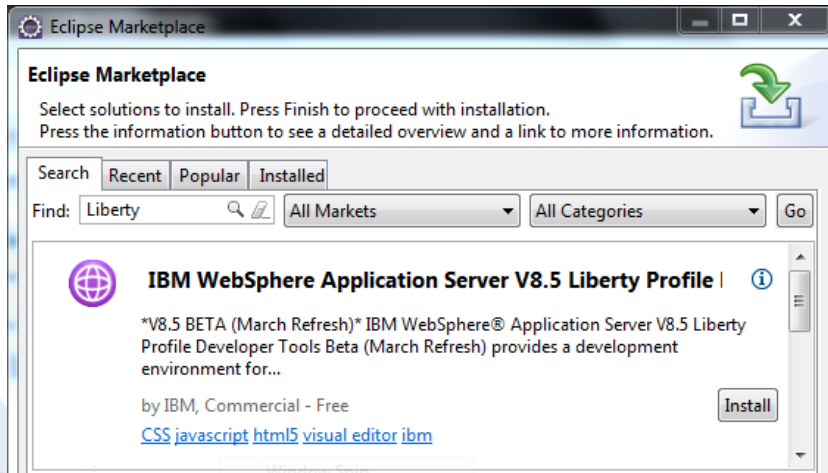 Eclipse Marketplace
Eclipse Marketplace
Select solutions to install. Press Finish to proceed with installation.
Press the information button to see a detailed overview and a link to more information.
Search Recent Popular Installed
Find: Liberty All Markets All Categories Go
IBM WebSphere Application Server V8.5 Liberty Profile
*V8.5 BETA (March Refresh)* IBM WebSphere® Application Server V8.5 Liberty
Profile Developer Tools Beta (March Refresh) provides a development
environment for...
by IBM, Commercial - Free
Install
CSS javascript html5 visual editor ibm